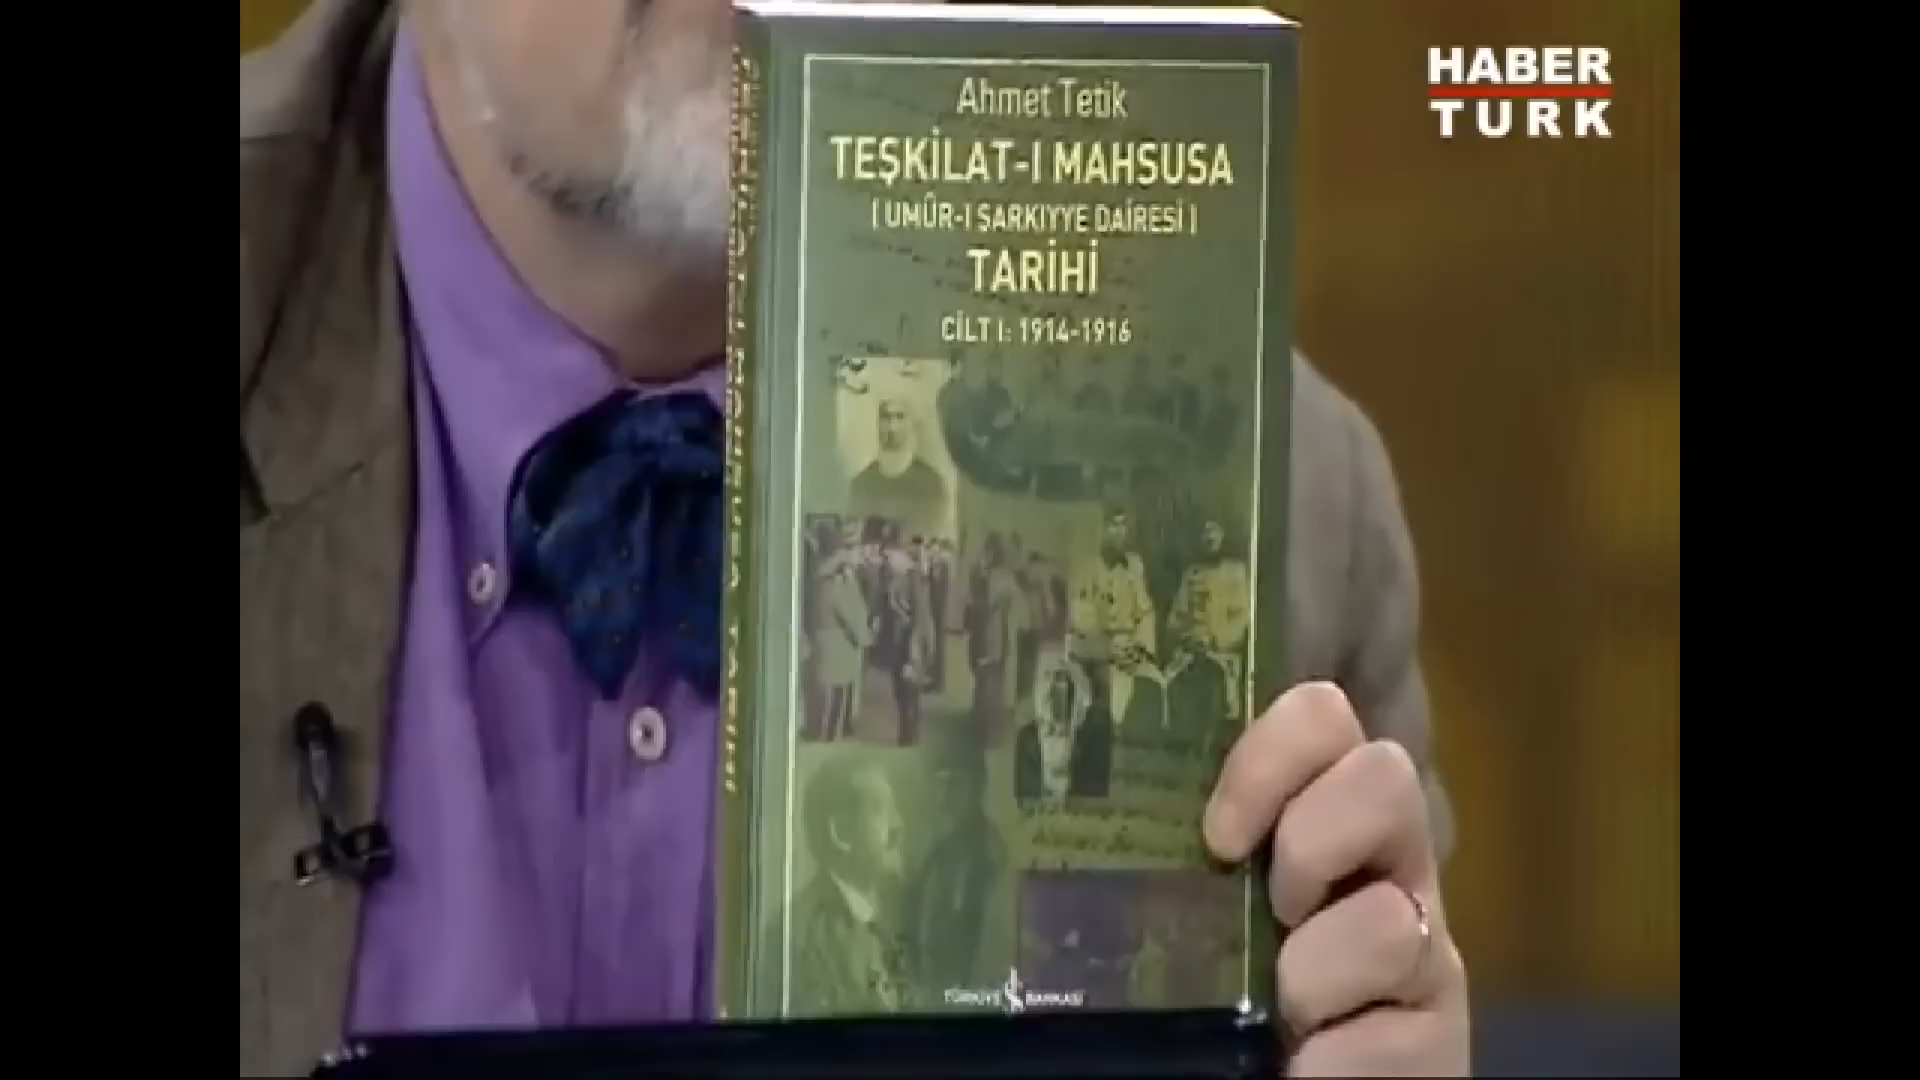 HABER
TURK
Ahmet Tetik
TEŞKİLAT-I MAHSUSA
[UMÛR-I ŞARKIYYE DAİRESİ]
TARİHİ
CİLT I: 1914-1916
TÜRKİYE İŞ BANKASI